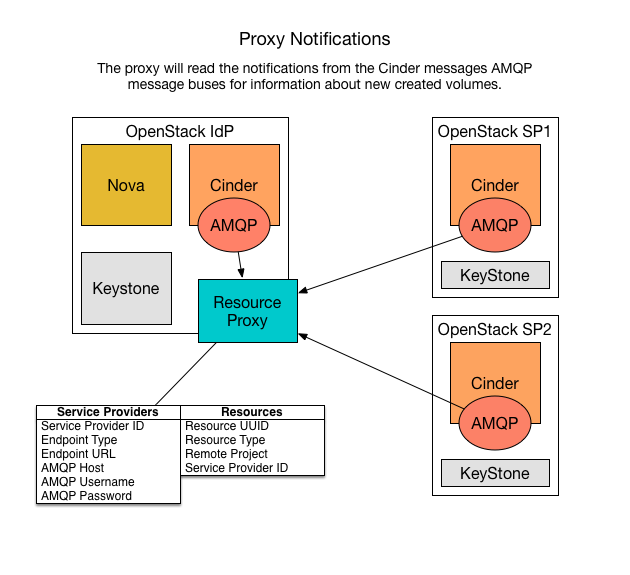 Proxy Notifications
The proxy will read the notifications from the Cinder messages AMQP
message buses for information about new created volumes.
OpenStack IdP
Nova
Cinder
AMQP
Keystone
Resource
Proxy
OpenStack SP1
Cinder
AMQP
KeyStone
OpenStack SP2
Cinder
AMQP
KeyStone
Service Providers
Service Provider ID
Endpoint Type
Endpoint URL
AMQP Host
AMQP Username
AMQP Password
Resources
Resource UUID
Resource Type
Remote Project
Service Provider ID